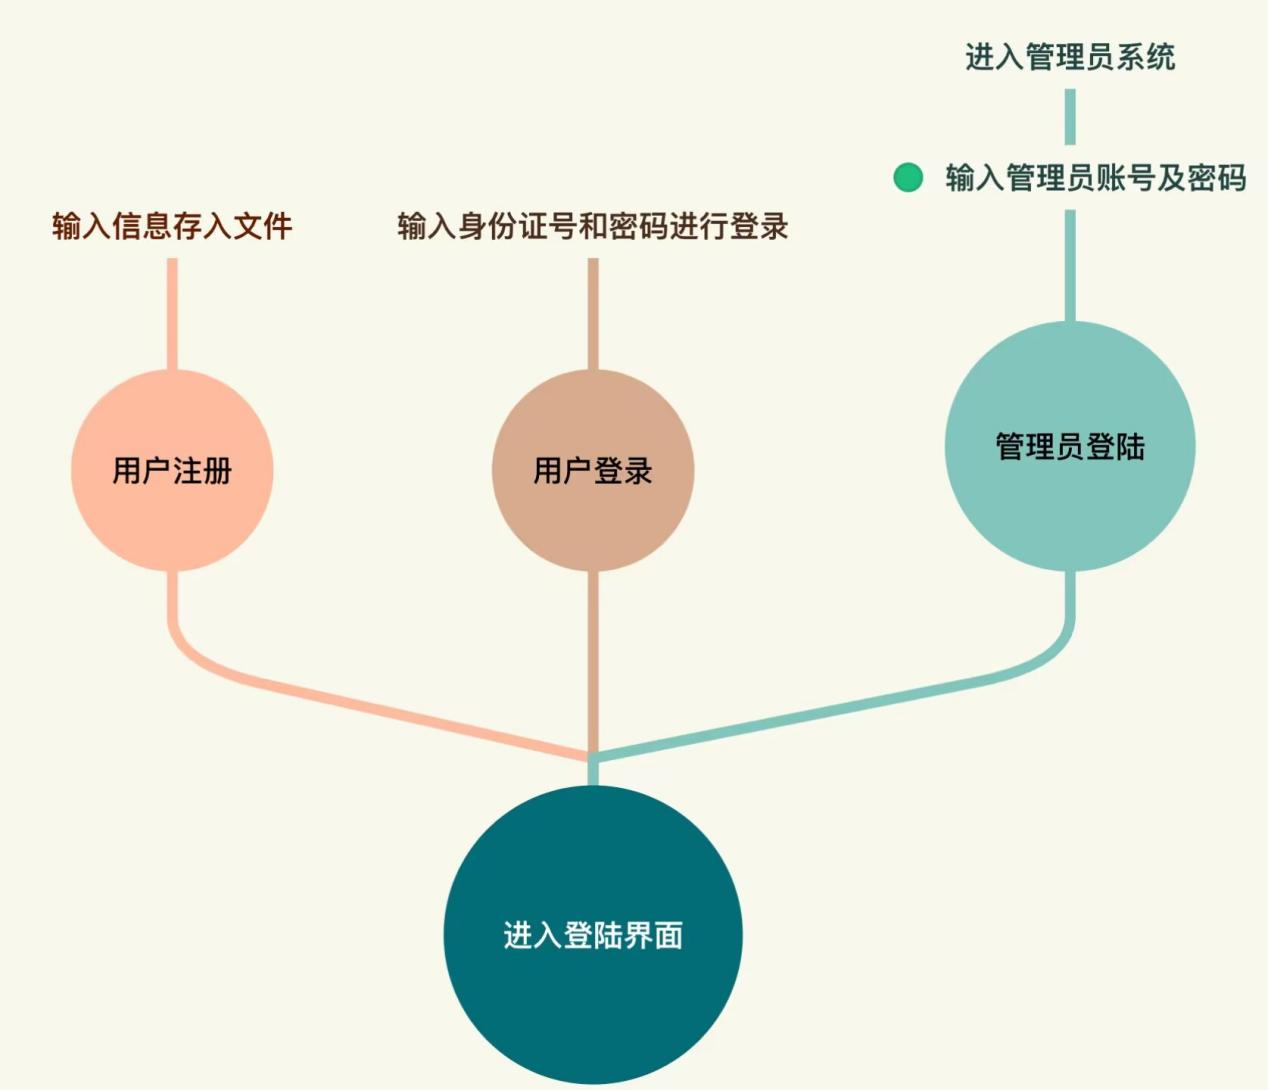 进入管理员系统
输入管理员账号及密码
输入信息存入文件
输入身份证号和密码进行登录
用户注册
用户登录
管理员登陆
进入登陆界面